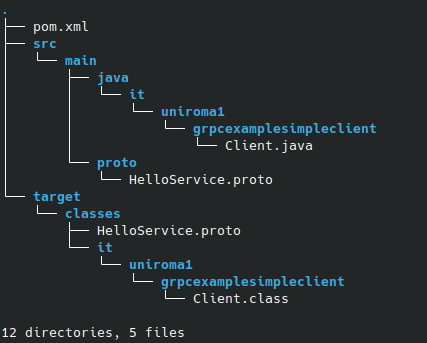 .
├── pom.xml
├── src
│   └── main
│       ├── java
│       │   └── it
│       │       └── uniroma1
│       │           └── grpcexamplesimpleclient
│       │               └── Client.java
│       └── proto
│           └── HelloService.proto
└── target
    └── classes
        ├── HelloService.proto
        └── it
            └── uniroma1
                └── grpcexamplesimpleclient
                    └── Client.class
12 directories, 5 files